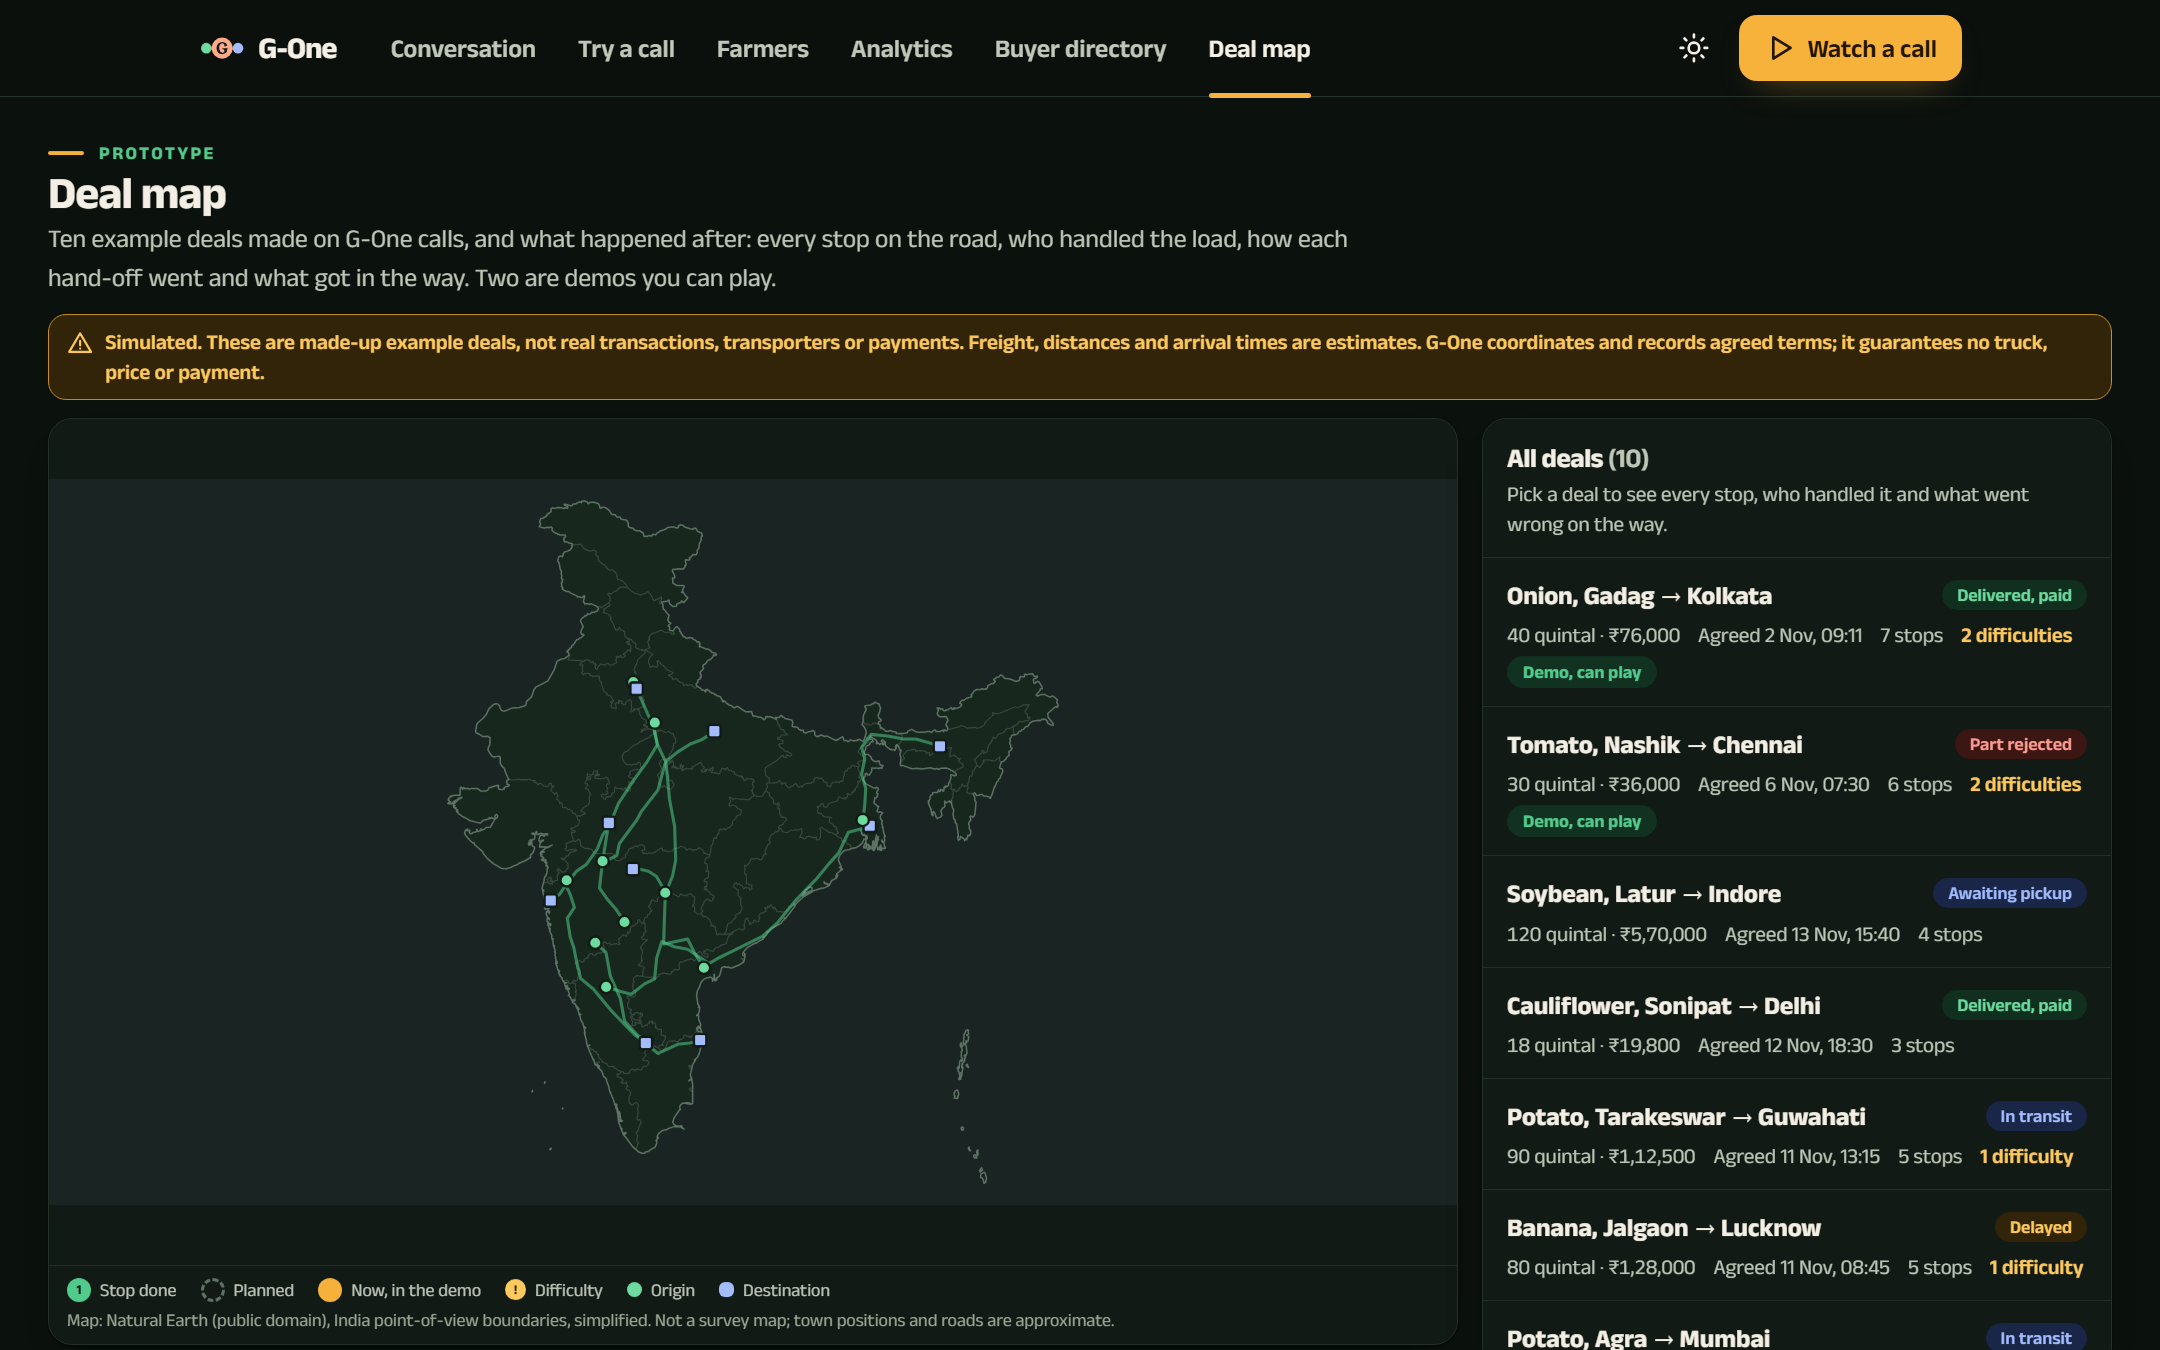 G G-One Conversation Try a call Farmers Analytics Buyer directory Deal map Watch a call
PROTOTYPE
Deal map
Ten example deals made on G-One calls, and what happened after: every stop on the road, who handled the load, how each
hand-off went and what got in the way. Two are demos you can play.
Simulated. These are made-up example deals, not real transactions, transporters or payments. Freight, distances and arrival times are estimates. G-One coordinates and records agreed terms; it guarantees no truck,
price or payment.
1 Stop done Planned Now, in the demo ! Difficulty Origin Destination
Map: Natural Earth (public domain), India point-of-view boundaries, simplified. Not a survey map; town positions and roads are approximate.
All deals (10)
Pick a deal to see every stop, who handled it and what went
wrong on the way.
Onion, Gadag → Kolkata Delivered, paid
40 quintal · ₹76,000 Agreed 2 Nov, 09:11 7 stops 2 difficulties
Demo, can play
Tomato, Nashik → Chennai Part rejected
30 quintal · ₹36,000 Agreed 6 Nov, 07:30 6 stops 2 difficulties
Demo, can play
Soybean, Latur → Indore Awaiting pickup
120 quintal · ₹5,70,000 Agreed 13 Nov, 15:40 4 stops
Cauliflower, Sonipat → Delhi Delivered, paid
18 quintal · ₹19,800 Agreed 12 Nov, 18:30 3 stops
Potato, Tarakeswar → Guwahati In transit
90 quintal · ₹1,12,500 Agreed 11 Nov, 13:15 5 stops 1 difficulty
Banana, Jalgaon → Lucknow Delayed
80 quintal · ₹1,28,000 Agreed 11 Nov, 08:45 5 stops 1 difficulty
Potato, Agra → Mumbai In transit